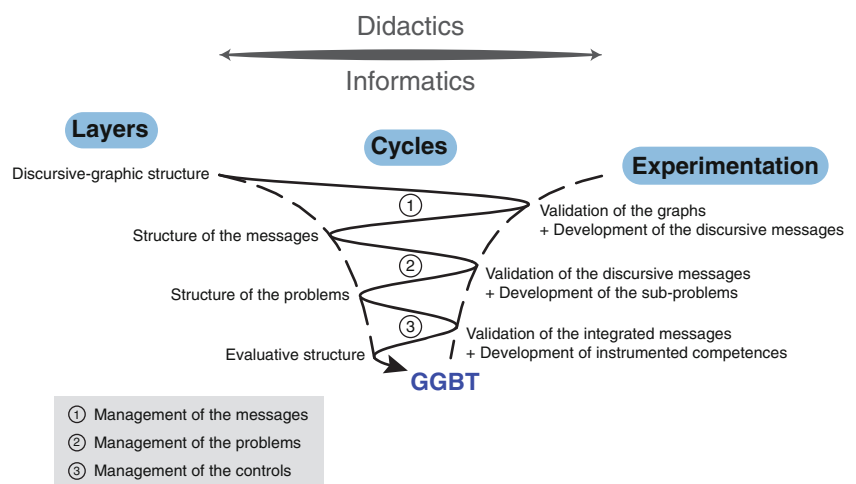 Didactics
Informatics
Layers
Cycles
Experimentation
Discursive-graphic structure
1
Validation of the graphs
+ Development of the discursive messages
Structure of the messages
2
Validation of the discursive messages
+ Development of the sub-problems
Structure of the problems
3
Validation of the integrated messages
+ Development of instrumented competences
Evaluative structure
GGBT
1 Management of the messages
2 Management of the problems
3 Management of the controls